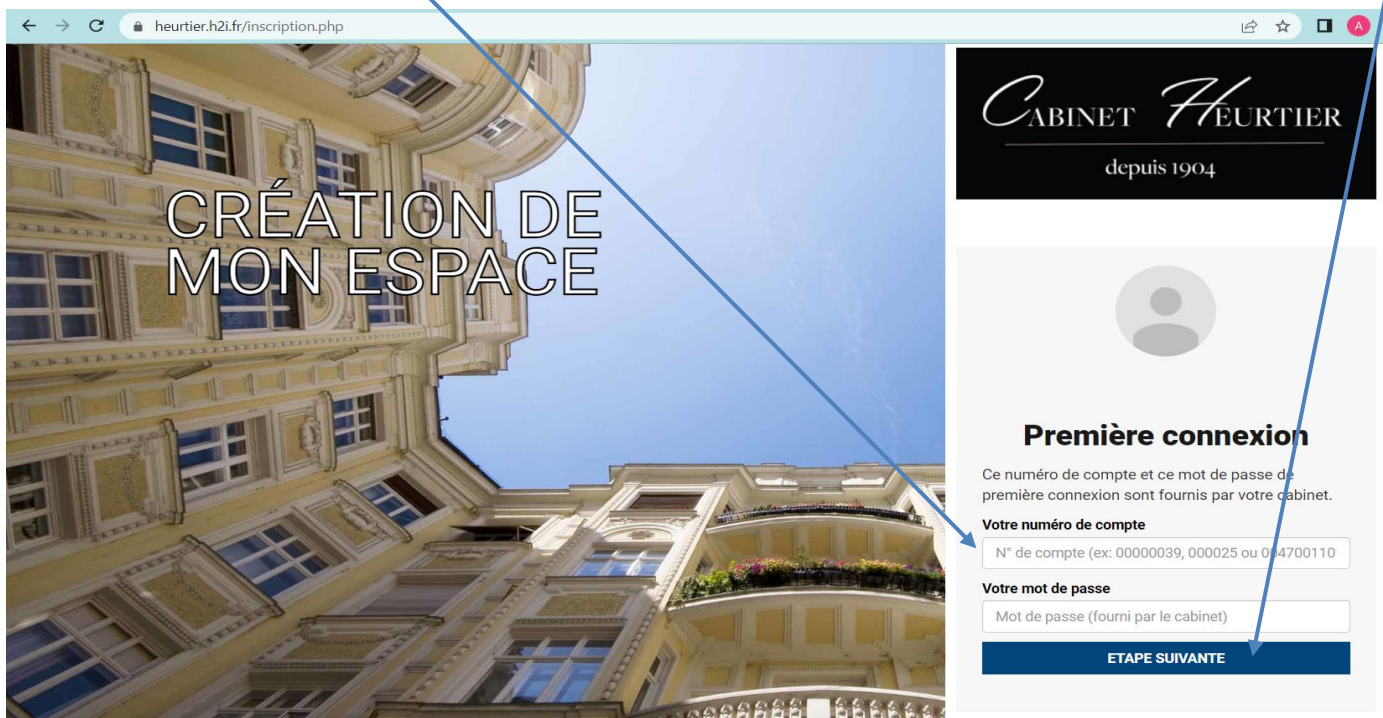 heurtier.h2i.fr/inscription.php
A
CRÉATION DE
MON ESPACE
CABINET HEURTIER
depuis 1904
Première connexion
Ce numéro de compte et ce mot de passe de
première connexion sont fournis par votre cabinet.
Votre numéro de compte
N° de compte (ex: 00000039, 000025 ou 004700110
Votre mot de passe
Mot de passe (fourni par le cabinet)
ETAPE SUIVANTE